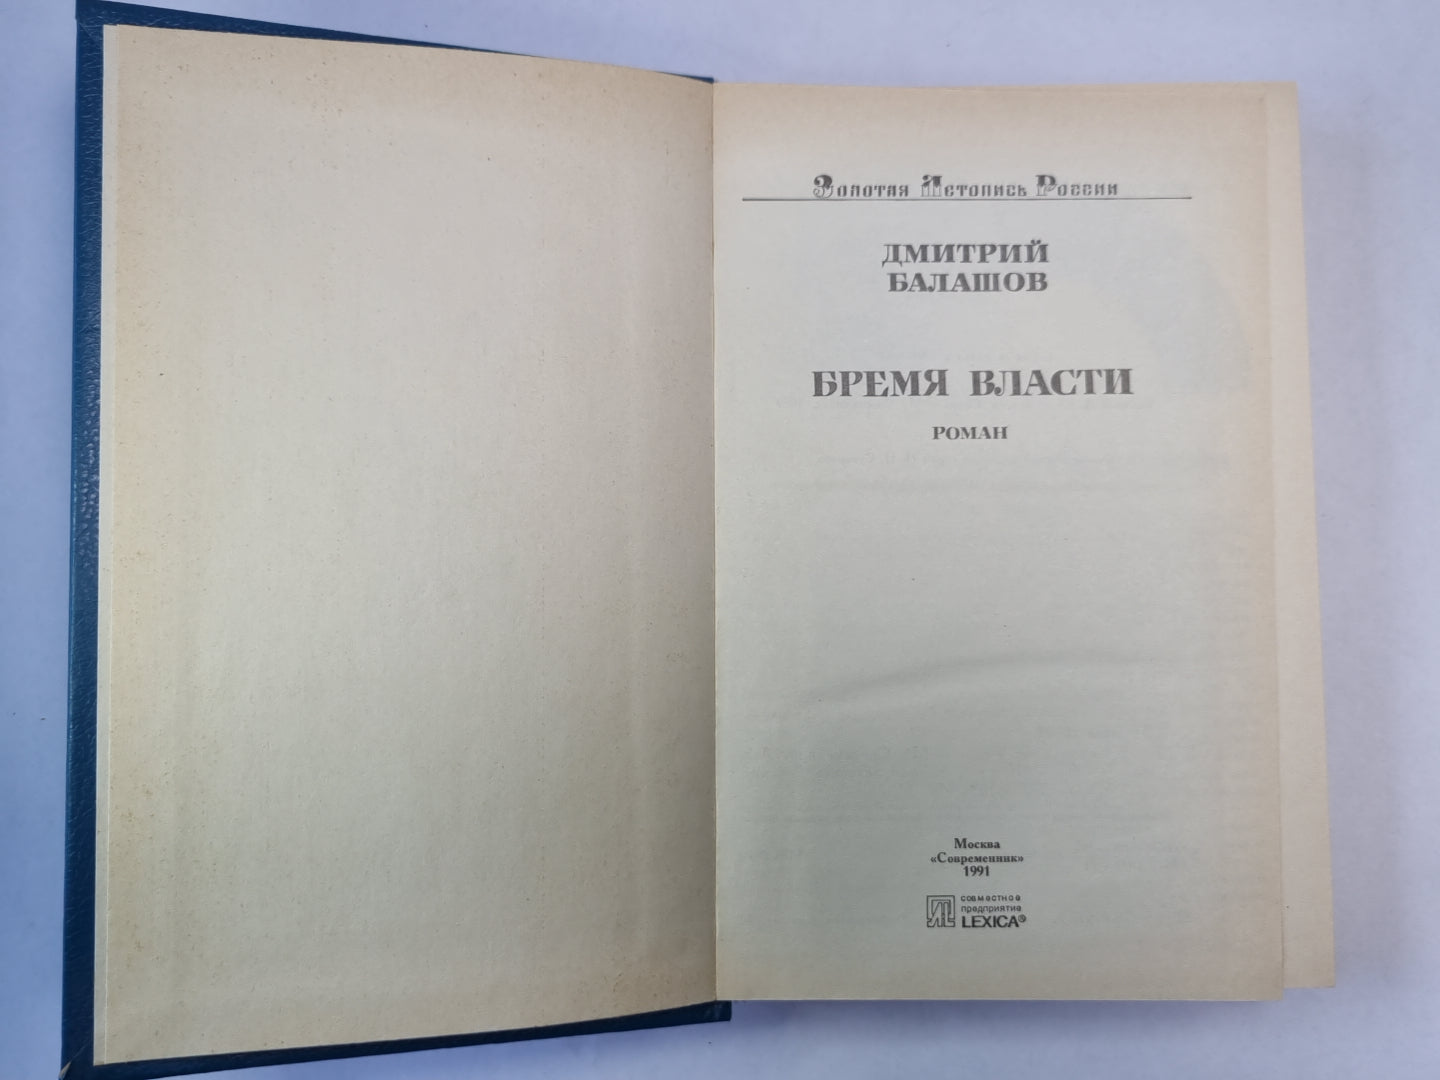 Золотая Летопись России
ДМИТРИЙ
БАЛАШОВ
БРЕМЯ ВЛАСТИ
РОМАН
Москва
«Современник»
1991
совместное
предприятие
LEXICA®